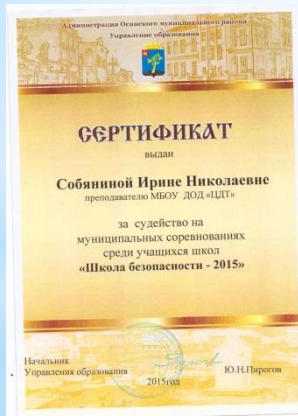 Администрация Осинского муниципального района
Управление образования
СЕРТИФИКАТ
выдан
Собяниной Ирине Николаевне
преподавателю МБОУ ДОД «ЦДТ»
за судейство на
муниципальных соревнованиях
среди учащихся школ
«Школа безопасности - 2015»
Начальник
Управления образования
Ю.Н.Пирогов
2015год